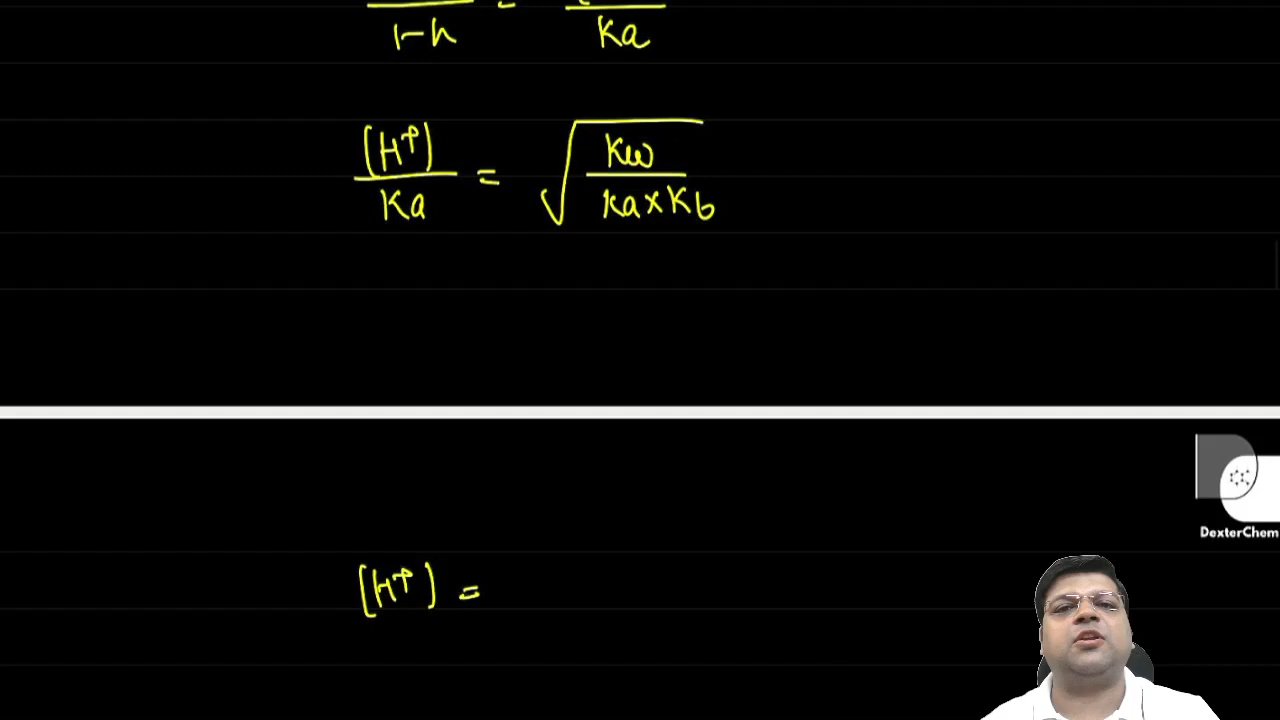 1-h = Ka
[H+] / Ka = √ Kw / Ka x Kb
DexterChem
[H+] =